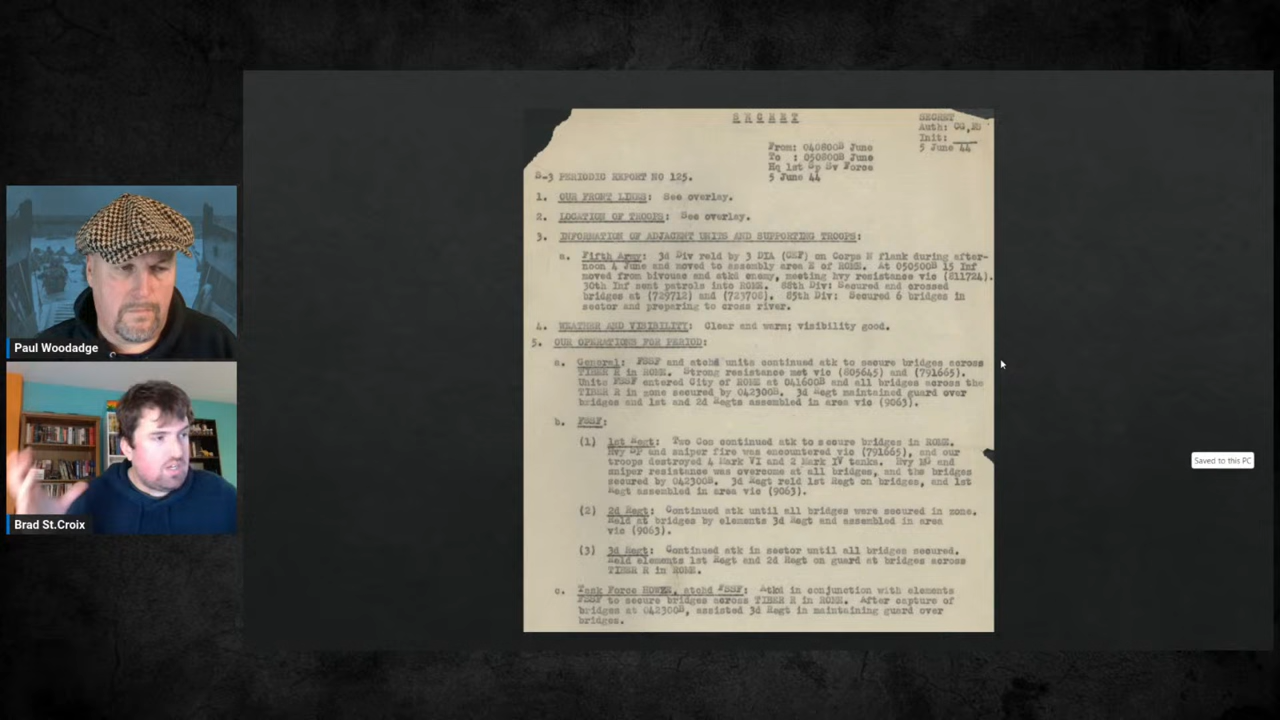 SECRET
SECRET
Auth: CG,
Init:
5 June 44
From: 040800B June
To : 050800B June
Hq 1st Sp Sv Force
5 June 44
S-3 PERIODIC REPORT NO 125.
1. OUR FRONT LINES: See overlay.
2. LOCATION OF TROOPS: See overlay.
3. INFORMATION OF ADJACENT UNITS AND SUPPORTING TROOPS:
a. Fifth Army: 3d Div reld by 3 DIA (CEF) on Corps N flank during after-
noon 4 June and moved to assembly area N of ROME. At 050500B 15 Inf
moved from bivouac and atkd enemy, meeting hvy resistance vic (811724).
30th Inf sent patrols into ROME. 88th Div: Secured and crossed
bridges at (729712) and (723708). 85th Div: Secured 6 bridges in
sector and preparing to cross river.
4. WEATHER AND VISIBILITY: Clear and warm; visibility good.
5. OUR OPERATIONS FOR PERIOD:
a. General: FSSF and atchd units continued atk to secure bridges across
TIBER R in ROME. Strong resistance met vic (805645) and (791665).
Units FSSF entered City of ROME at 041600B and all bridges across the
TIBER R in zone secured by 042300B. 3d Regt maintained guard over
bridges and 1st and 2d Regts assembled in area vic (9063).
b. FSSF:
(1) 1st Regt: Two Cos continued atk to secure bridges in ROME.
Hvy SP and sniper fire was encountered vic (791665), and our
troops destroyed 4 Mark VI and 2 Mark IV tanks. Hvy MG and
sniper resistance was overcome at all bridges, and the bridges
secured by 042300B. 3d Regt reld 1st Regt on bridges, and 1st
Regt assembled in area vic (9063).
(2) 2d Regt: Continued atk until all bridges were secured in zone.
Reld at bridges by elements 3d Regt and assembled in area
vic (9063).
(3) 3d Regt: Continued atk in sector until all bridges secured.
Reld elements 1st Regt and 2d Regt on guard at bridges across
TIBER R in ROME.
c. Task Force HOWZE, atchd FSSF: Atkd in conjunction with elements
FSSF to secure bridges across TIBER R in ROME. After capture of
bridges at 042300B, assisted 3d Regt in maintaining guard over
bridges.
Paul Woodadge
Brad St.Croix
Saved to this PC